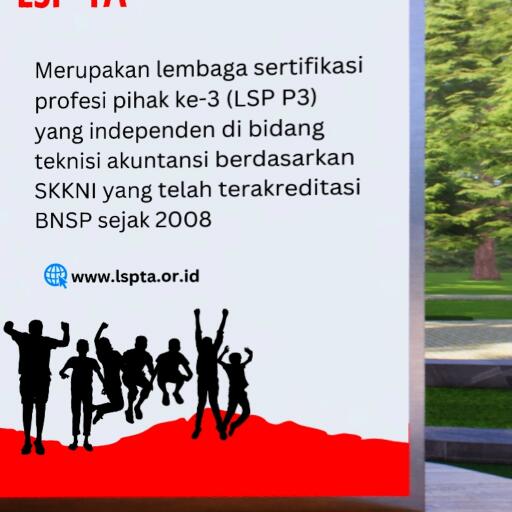 LSP TA
Merupakan lembaga sertifikasi
profesi pihak ke-3 (LSP P3)
yang independen di bidang
teknisi akuntansi berdasarkan
SKKNI yang telah terakreditasi
BNSP sejak 2008
www.lspta.or.id